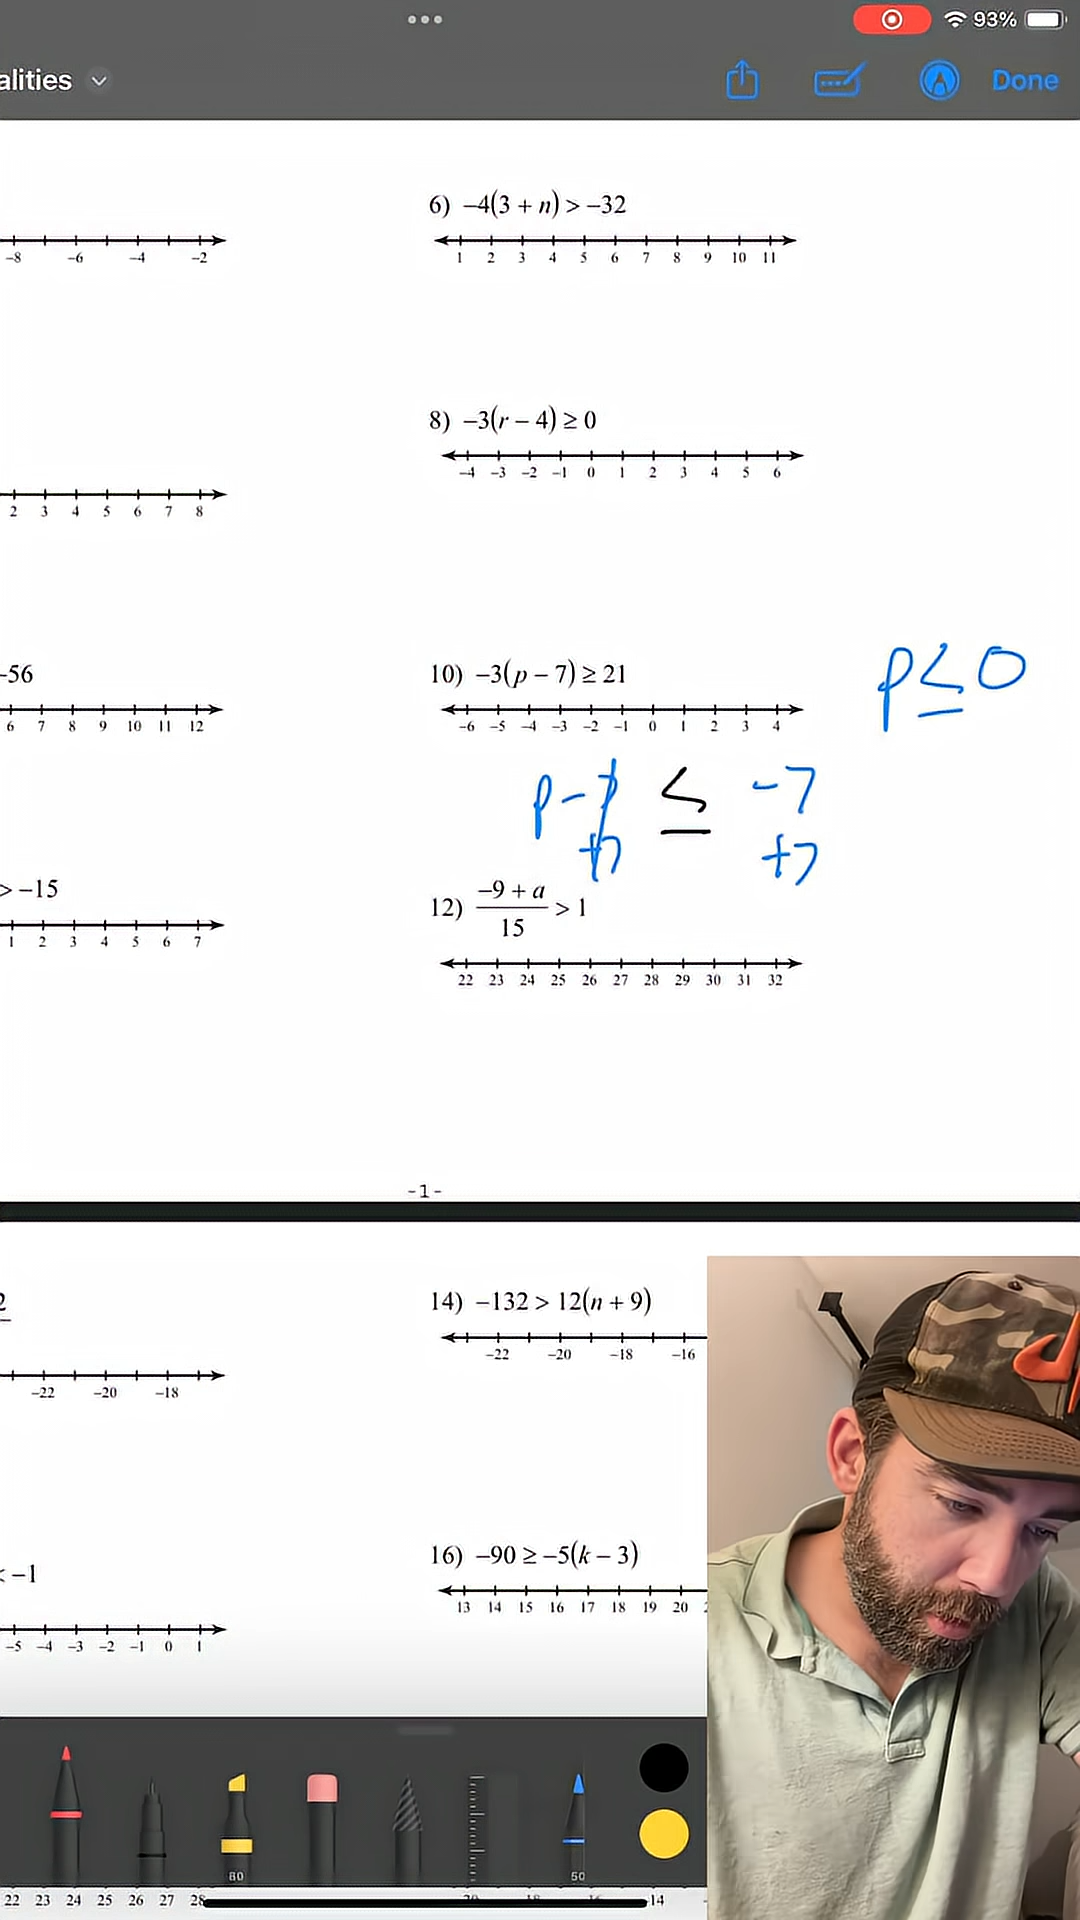 93%
alities
Done
6) −4(3 + n) > −32
-8 -6 -4 -2
1 2 3 4 5 6 7 8 9 10 11
8) −3(r − 4) ≥ 0
-4 -3 -2 -1 0 1 2 3 4 5 6
2 3 4 5 6 7 8
-56
10) −3(p − 7) ≥ 21
p ≤ 0
6 7 8 9 10 11 12
-6 -5 -4 -3 -2 -1 0 1 2 3 4
p - 7 ≤ -7
+7 +7
> −15
12) −9 + a
15
> 1
1 2 3 4 5 6 7
22 23 24 25 26 27 28 29 30 31 32
-1-
2
14) −132 > 12(n + 9)
-22 -20 -18 -16
-22 -20 -18
< −1
16) −90 ≥ −5(k − 3)
13 14 15 16 17 18 19 20
-5 -4 -3 -2 -1 0 1
80
50
22 23 24 25 26 27 28
-14